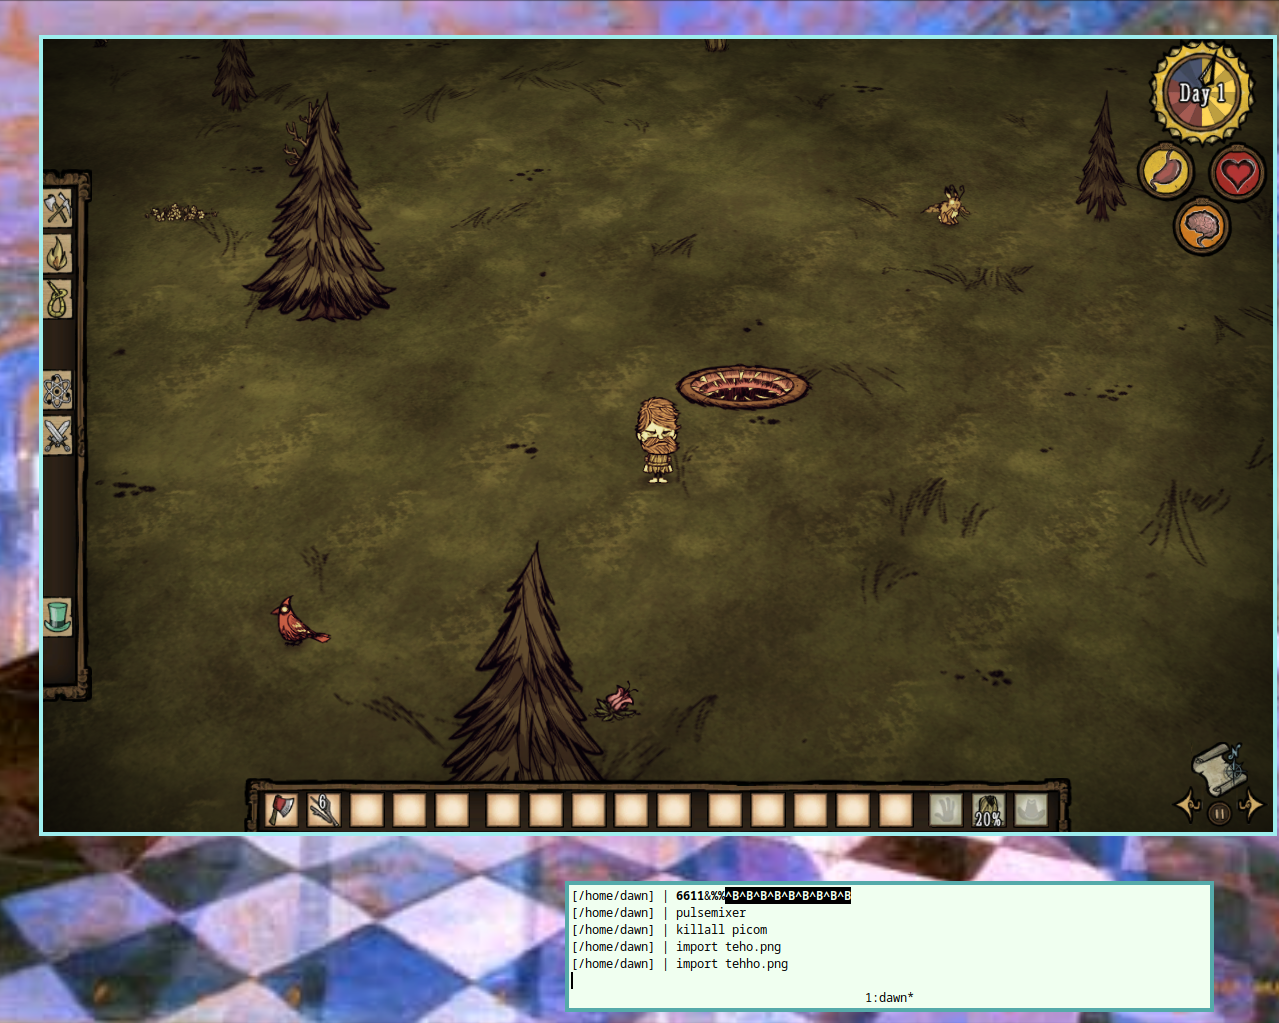 Day 1
6
20%
[/home/dawn] | 6611&%%^B^B^B^B^B^B^B^B^B
[/home/dawn] | pulsemixer
[/home/dawn] | killall picom
[/home/dawn] | import teho.png
[/home/dawn] | import tehho.png
1:dawn*